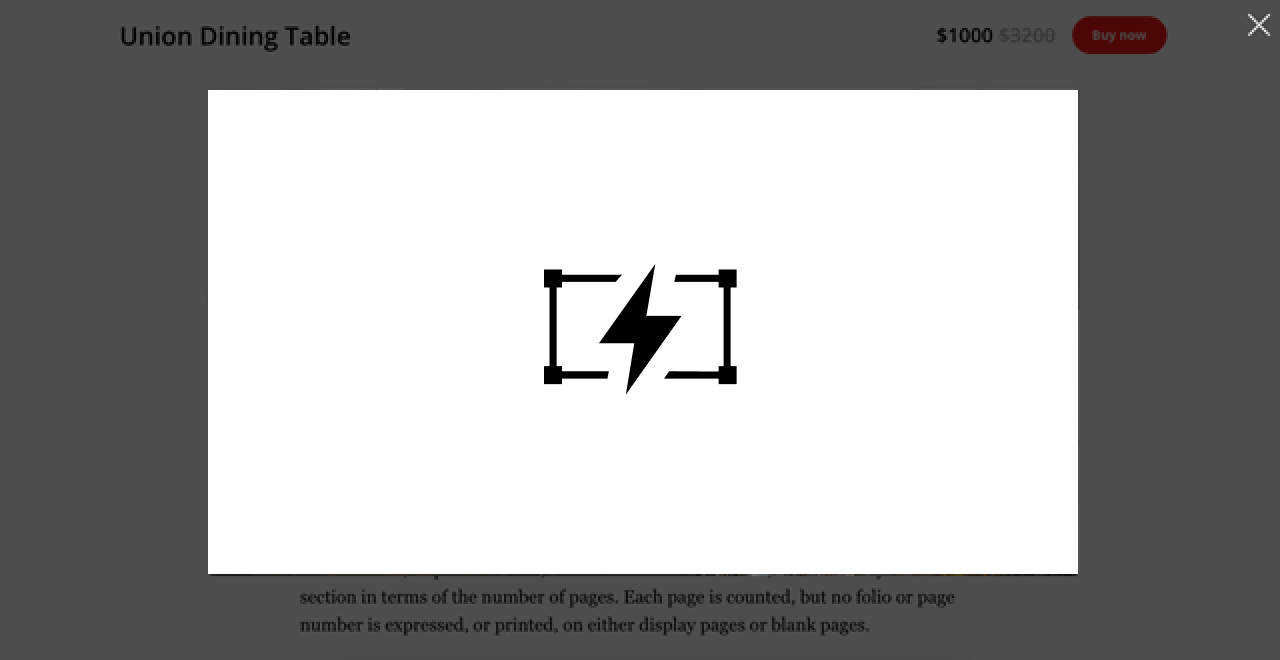 Union Dining Table
$1000 $3200 Buy now
section in terms of the number of pages. Each page is counted, but no folio or page
number is expressed, or printed, on either display pages or blank pages.